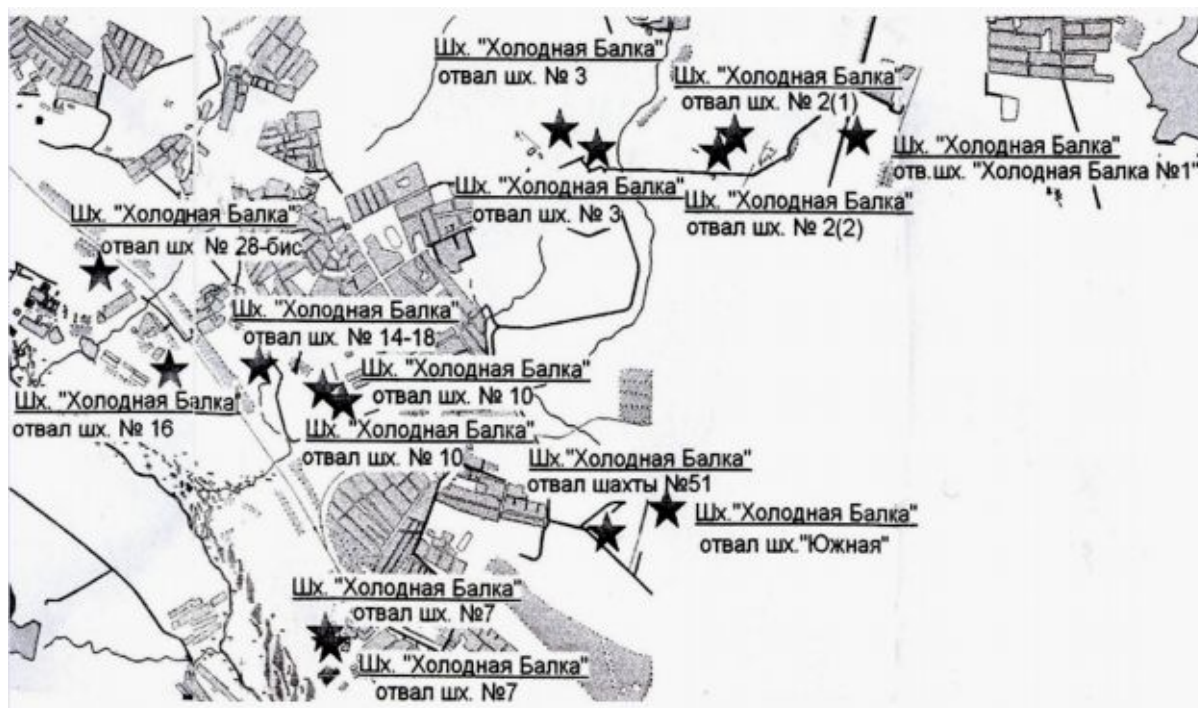 Шх. "Холодная Балка"
отвал шх. № 3
Шх. "Холодная Балка"
отвал шх. № 2(1)
Шх. "Холодная Балка"
отв.шх. "Холодная Балка №1"
Шх. "Холодная Балка"
отвал шх. № 3
Шх. "Холодная Балка"
отвал шх. № 2(2)
Шх. "Холодная Балка"
отвал шх. № 28-бис
Шх. "Холодная Балка"
отвал шх. № 14-18
Шх. "Холодная Балка"
отвал шх. № 10
Шх. "Холодная Балка"
отвал шх. № 16
Шх. "Холодная Балка"
отвал шх. № 10
Шх."Холодная Балка"
отвал шахты №51
Шх."Холодная Балка"
отвал шх."Южная"
Шх. "Холодная Балка"
отвал шх. №7
Шх. "Холодная Балка"
отвал шх. №7